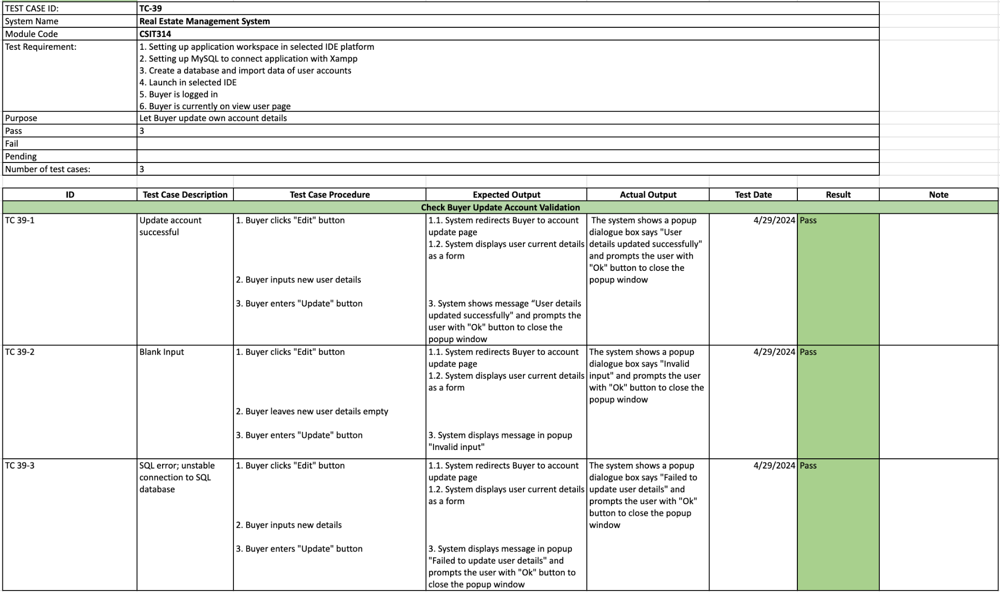 TEST CASE ID:
TC-39
System Name
Real Estate Management System
Module Code
CSIT314
Test Requirement:
1. Setting up application workspace in selected IDE platform
2. Setting up MySQL to connect application with Xampp
3. Create a database and import data of user accounts
4. Launch in selected IDE
5. Buyer is logged in
6. Buyer is currently on view user page
Purpose
Let Buyer update own account details
Pass
3
Fail
Pending
Number of test cases:
3
ID
Test Case Description
Test Case Procedure
Expected Output
Actual Output
Test Date
Result
Note
Check Buyer Update Account Validation
TC 39-1
Update account
successful
1. Buyer clicks "Edit" button
2. Buyer inputs new user details
3. Buyer enters "Update" button
1.1. System redirects Buyer to account
update page
1.2. System displays user current details
as a form
3. System shows message “User details
updated successfully" and prompts the
user with "Ok" button to close the
popup window
The system shows a popup
dialogue box says "User
details updated successfully"
and prompts the user with
"Ok" button to close the
popup window
4/29/2024
Pass
TC 39-2
Blank Input
1. Buyer clicks "Edit" button
2. Buyer leaves new user details empty
3. Buyer enters "Update" button
1.1. System redirects Buyer to account
update page
1.2. System displays user current details
as a form
3. System displays message in popup
"Invalid input"
The system shows a popup
dialogue box says "Invalid
input" and prompts the user
with "Ok" button to close the
popup window
4/29/2024
Pass
TC 39-3
SQL error; unstable
connection to SQL
database
1. Buyer clicks "Edit" button
2. Buyer inputs new details
3. Buyer enters "Update" button
1.1. System redirects Buyer to account
update page
1.2. System displays user current details
as a form
3. System displays message in popup
"Failed to update user details" and
prompts the user with "Ok" button to
close the popup window
The system shows a popup
dialogue box says "Failed to
update user details" and
prompts the user with "Ok"
button to close the popup
window
4/29/2024
Pass